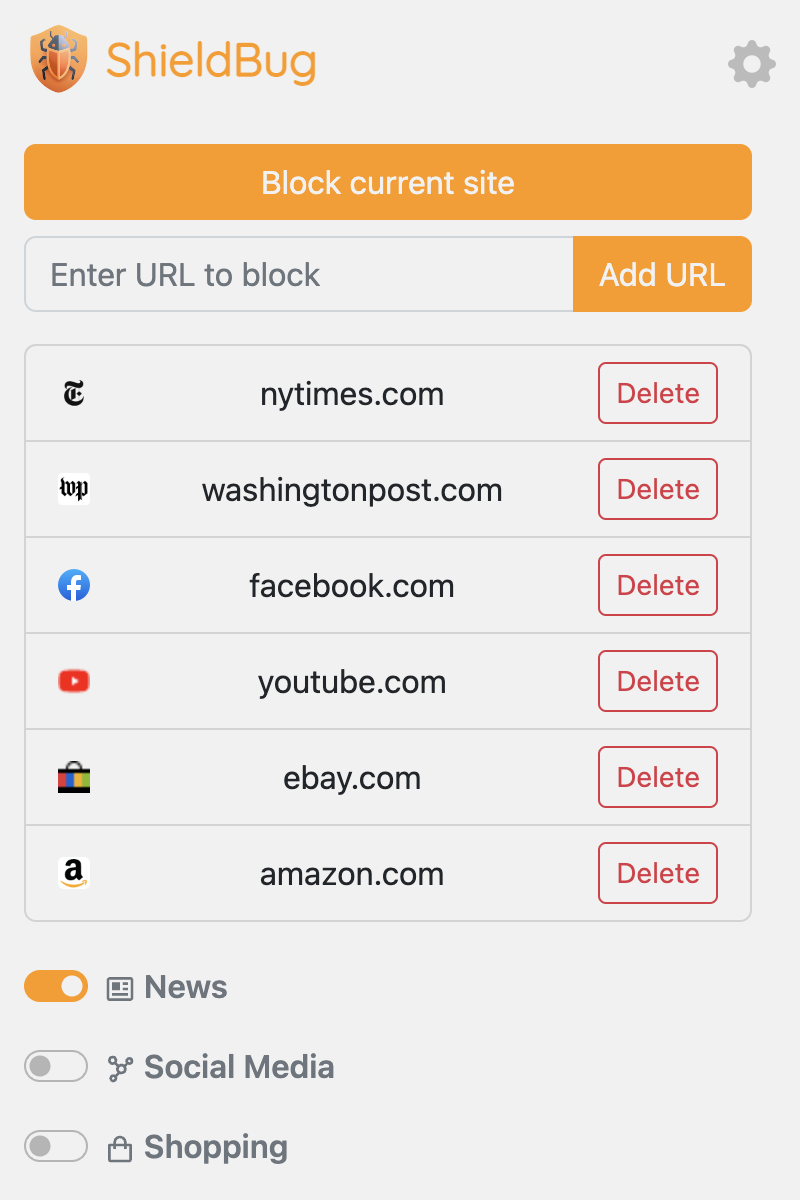 ShieldBug
Block current site
Enter URL to block
Add URL
nytimes.com
Delete
wp
washingtonpost.com
Delete
facebook.com
Delete
youtube.com
Delete
ebay.com
Delete
a
amazon.com
Delete
News
Social Media
Shopping